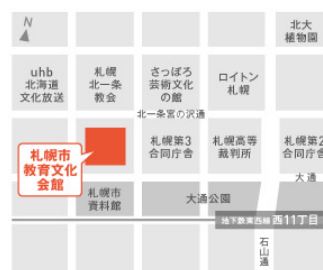 N
北大
植物園
uhb
北海道
文化放送
札幌
北一条
教会
さっぽろ
芸術文化
の館
ロイトン
札幌
北一条宮の沢通
札幌市
教育文化
会館
札幌第3
合同庁舎
札幌高等
裁判所
札幌第2
合同庁舎
大通
札幌市
資料館
大通公園
地下鉄東西線 西11丁目
石山通